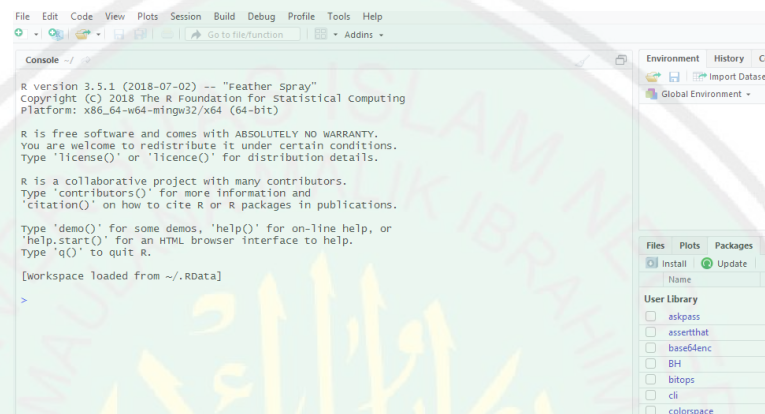 File Edit Code View Plots Session Build Debug Profile Tools Help
Go to file/function Addins
Console ~/
R version 3.5.1 (2018-07-02) -- "Feather Spray"
Copyright (C) 2018 The R Foundation for Statistical Computing
Platform: x86_64-w64-mingw32/x64 (64-bit)
R is free software and comes with ABSOLUTELY NO WARRANTY.
You are welcome to redistribute it under certain conditions.
Type 'license()' or 'licence()' for distribution details.
R is a collaborative project with many contributors.
Type 'contributors()' for more information and
'citation()' on how to cite R or R packages in publications.
Type 'demo()' for some demos, 'help()' for on-line help, or
'help.start()' for an HTML browser interface to help.
Type 'q()' to quit R.
[Workspace loaded from ~/.RData]
>
Environment History C
Import Datase
Global Environment
Files Plots Packages
Install Update
Name
User Library
askpass
assertthat
base64enc
BH
bitops
cli
colorspace
ISLAM NE
MAULANA MALIK IBRAHIM